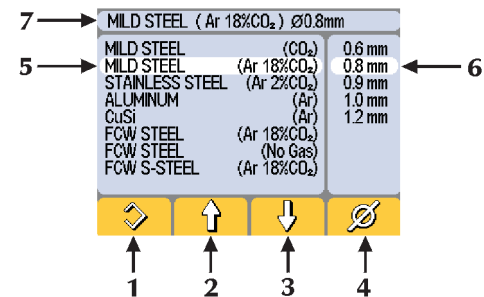 7 MILD STEEL ( Ar 18%CO₂ ) Ø0.8mm
MILD STEEL (CO₂) 0.6 mm
5 MILD STEEL (Ar 18%CO₂) 0.8 mm 6
STAINLESS STEEL (Ar 2%CO₂) 0.9 mm
ALUMINUM (Ar) 1.0 mm
CuSi (Ar) 1.2 mm
FCW STEEL (Ar 18%CO₂)
FCW STEEL (No Gas)
FCW S-STEEL (Ar 18%CO₂)
Ø
1 2 3 4